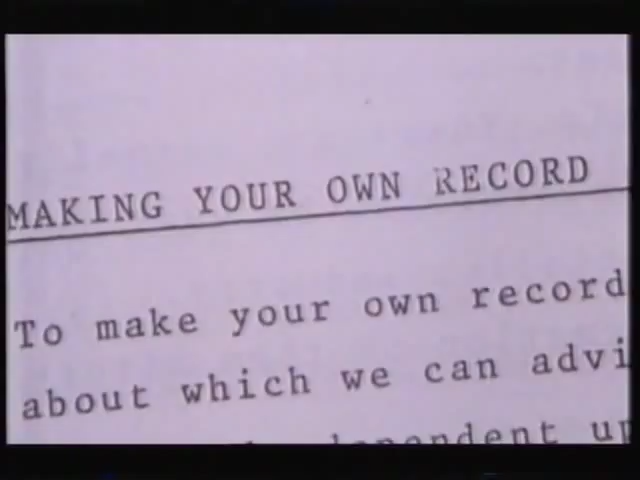 MAKING YOUR OWN RECORD
To make your own record
about which we can advi